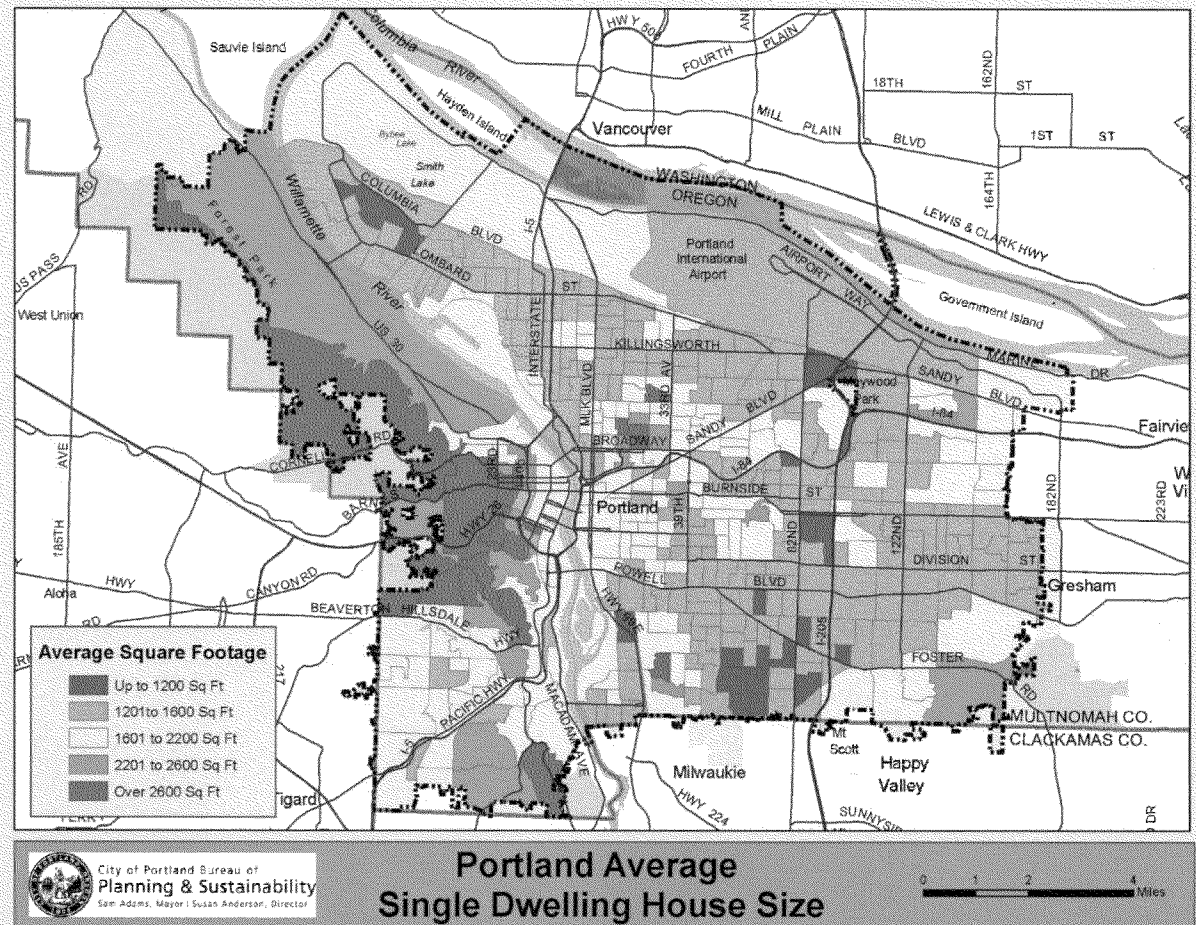 Sauvie Island
Columbia
River
HWY 500
FOURTH PLAIN
18TH ST
162ND
Hayden Island
Vancouver
MILL PLAIN BLVD
1ST ST
Bybee
Lake
Smith
Lake
WASHINGTON
OREGON
164TH
LEWIS & CLARK HWY
Willamette
River
COLUMBIA BLVD
I-5
Portland
International
Airport
AIRPORT WAY
Government Island
Forest Park
LOMBARD ST
US 30
West Union
INTERSTATE
KILLINGSWORTH
MARINE DR
MLK BLVD
33RD AV
SANDY BLVD
SANDY BLVD
I-84
Fairvie
BROADWAY
CORNELL RD
I-84
185TH AVE
BARNES
BURNSIDE ST
182ND
223RD
Portland
HWY 26
39TH
82ND
122ND
DIVISION ST
Aloha
HWY
CANYON RD
POWELL BLVD
Gresham
BEAVERTON HILLSDALE HWY
I-205
FOSTER RD
217
PACIFIC HWY
MACADAM AVE
MULTNOMAH CO.
CLACKAMAS CO.
I-5
Mt
Scott
Milwaukie
Happy
Valley
Tigard
HWY 224
SUNNYSI
DR
Average Square Footage
Up to 1200 Sq Ft
1201to 1600 Sq Ft
1601 to 2200 Sq Ft
2201 to 2600 Sq Ft
Over 2600 Sq Ft
City of Portland Bureau of
Planning & Sustainability
Sam Adams, Mayor I Susan Anderson, Director
Portland Average
Single Dwelling House Size
0 1 2 4
Miles